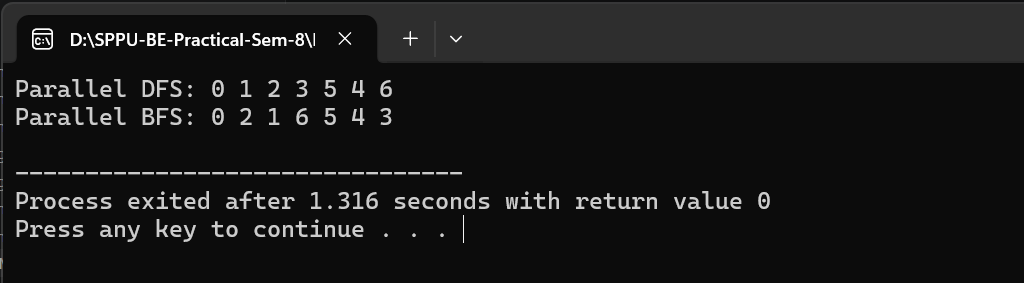 D:\SPPU-BE-Practical-Sem-8\I
Parallel DFS: 0 1 2 3 5 4 6
Parallel BFS: 0 2 1 6 5 4 3
--------------------------------
Process exited after 1.316 seconds with return value 0
Press any key to continue . . .